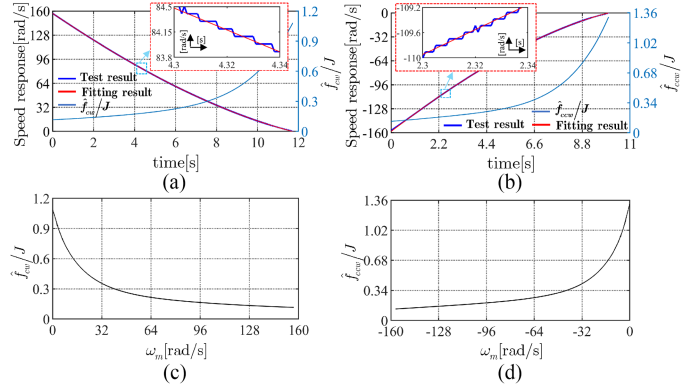 Speed response[rad/s]
160
128
96
64
32
0
0
2
4
6
8
10
12
time[s]
1.2
0.9
0.6
0.3
0
f̂cw/J
84.5
84.3
83.8
4.3
4.32
4.34
4.34
[rad/s]
[s]
Test result
Fitting result
f̂cw/J
(a)
Speed response[rad/s]
0
-32
-64
-96
-128
-160
0
2.2
4.4
6.6
8.8
11
time[s]
1.36
1.02
0.68
0.34
0
f̂ccw/J
-109.2
-109.6
-110
2.3
2.32
2.34
[rad/s]
[s]
f̂ccw/J
Test result
Fitting result
(b)
f̂cw/J
1.2
0.9
0.6
0.3
0
0
32
64
96
128
160
ωm[rad/s]
(c)
f̂ccw/J
1.36
1.02
0.68
0.34
0
-160
-128
-96
-64
-32
0
ωm[rad/s]
(d)